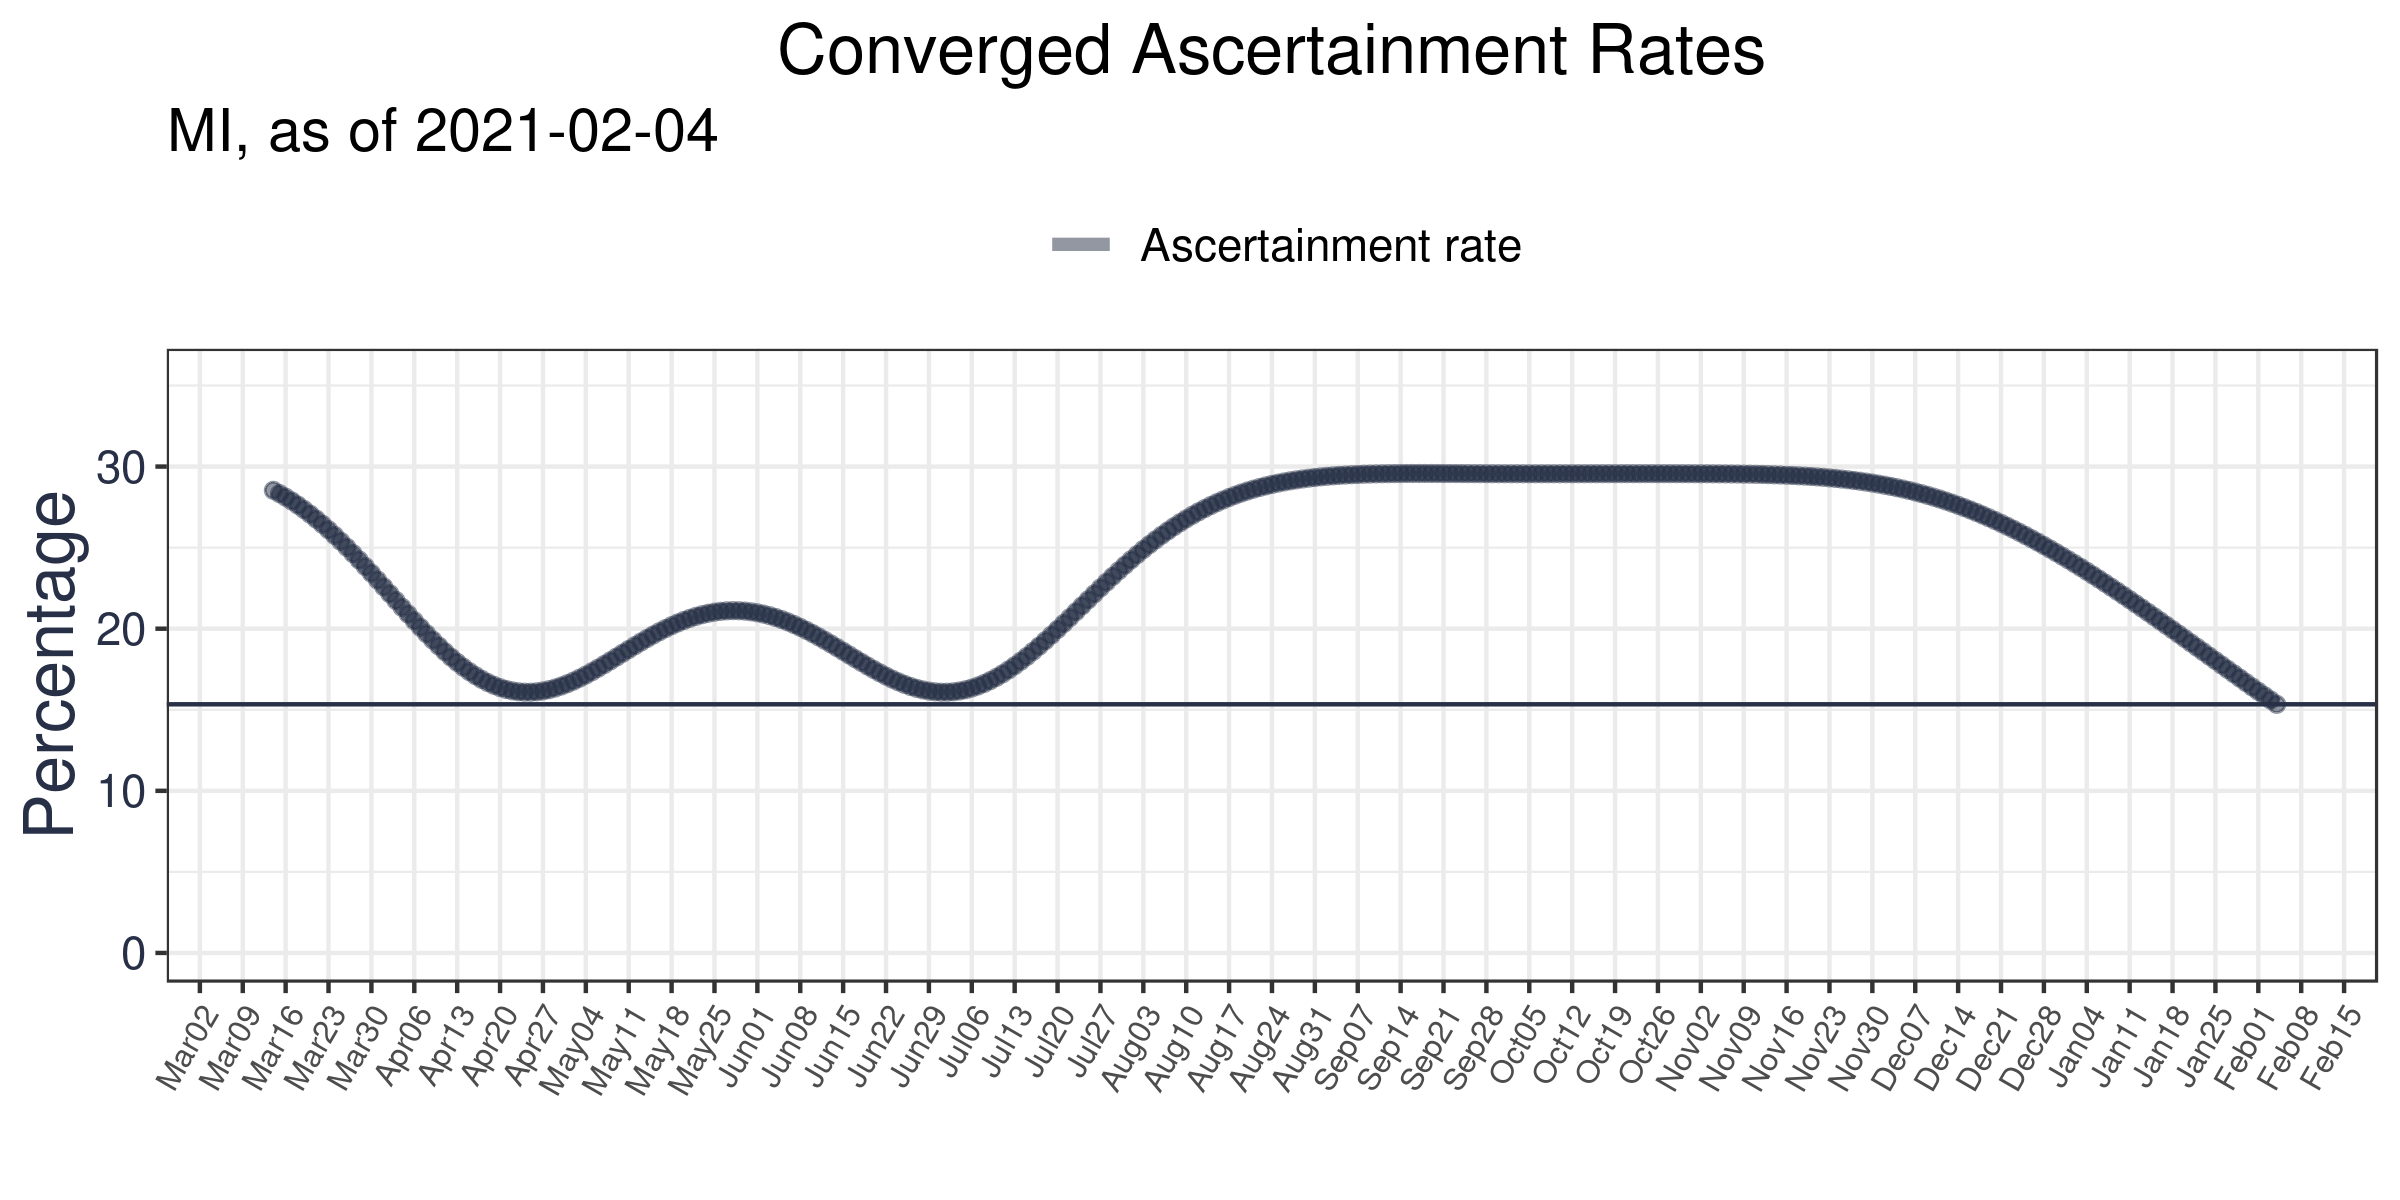 Converged Ascertainment Rates
MI, as of 2021-02-04
Ascertainment rate
Percentage
30
20
10
0
Mar02
Mar09
Mar16
Mar23
Mar30
Apr06
Apr13
Apr20
Apr27
May04
May11
May18
May25
Jun01
Jun08
Jun15
Jun22
Jun29
Jul06
Jul13
Jul20
Jul27
Aug03
Aug10
Aug17
Aug24
Aug31
Sep07
Sep14
Sep21
Sep28
Oct05
Oct12
Oct19
Oct26
Nov02
Nov09
Nov16
Nov23
Nov30
Dec07
Dec14
Dec21
Dec28
Jan04
Jan11
Jan18
Jan25
Feb01
Feb08
Feb15